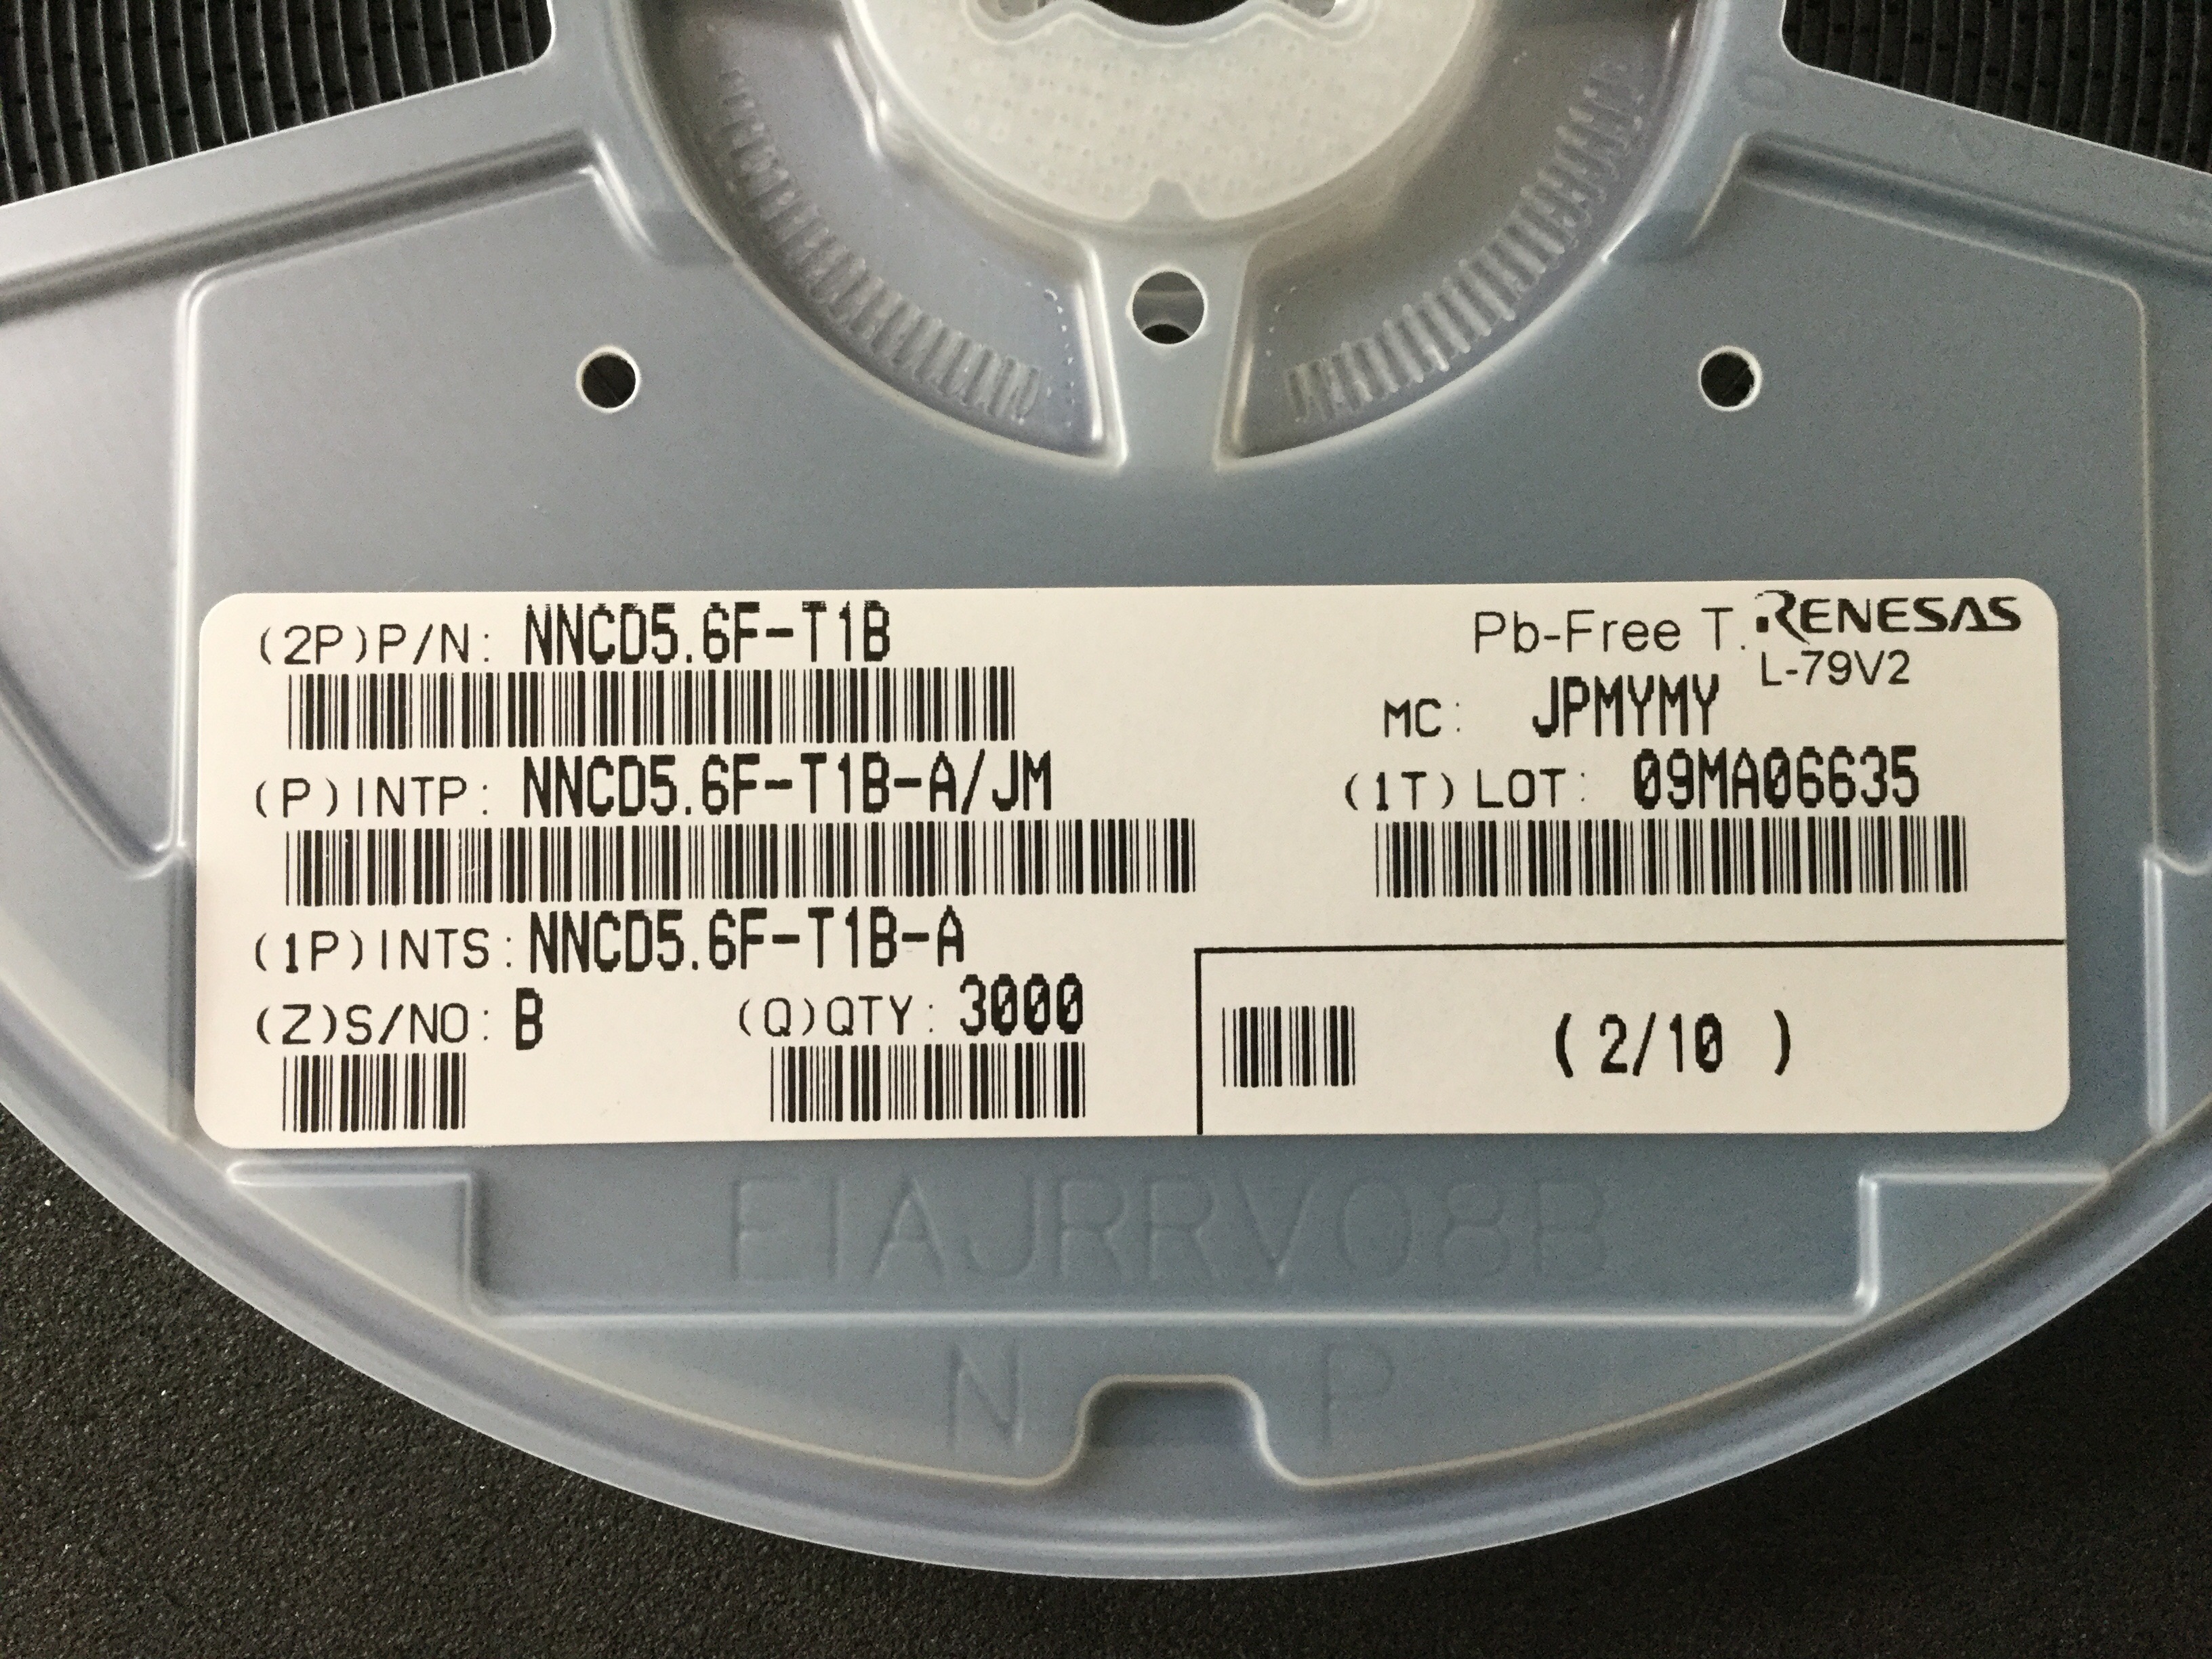 (2P)P/N: NNCD5.6F-T1B
Pb-Free T. RENESAS
L-79V2
MC: JPMYMY
(P)INTP: NNCD5.6F-T1B-A/JM
(1T)LOT: 09MA06635
(1P)INTS:NNCD5.6F-T1B-A
(Z)S/NO: B (Q)QTY: 3000
(2/10 )
EIAJRRV08B
N P